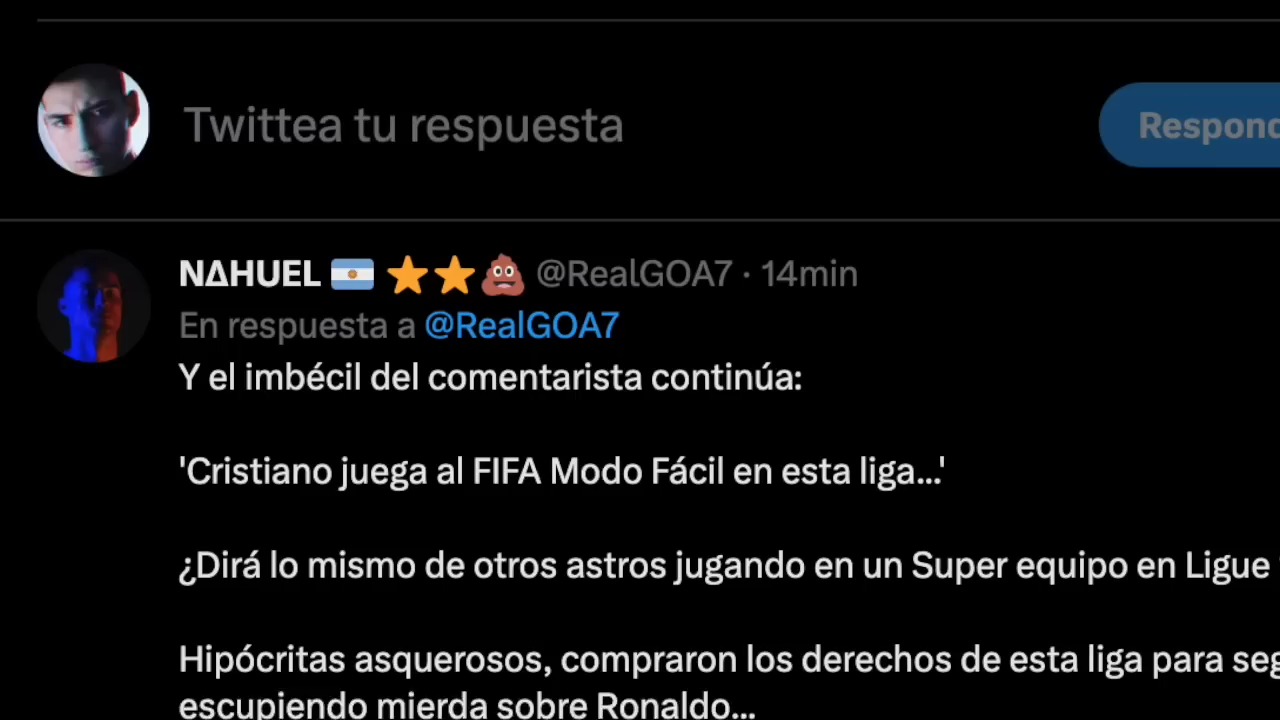 Twittea tu respuesta
NΔHUEL 🇦🇷 ⭐⭐💩 @RealGOA7 · 14min
En respuesta a @RealGOA7
Y el imbécil del comentarista continúa:
'Cristiano juega al FIFA Modo Fácil en esta liga...'
¿Dirá lo mismo de otros astros jugando en un Super equipo en Ligue
Hipócritas asquerosos, compraron los derechos de esta liga para
escupiendo mierda sobre Ronaldo...